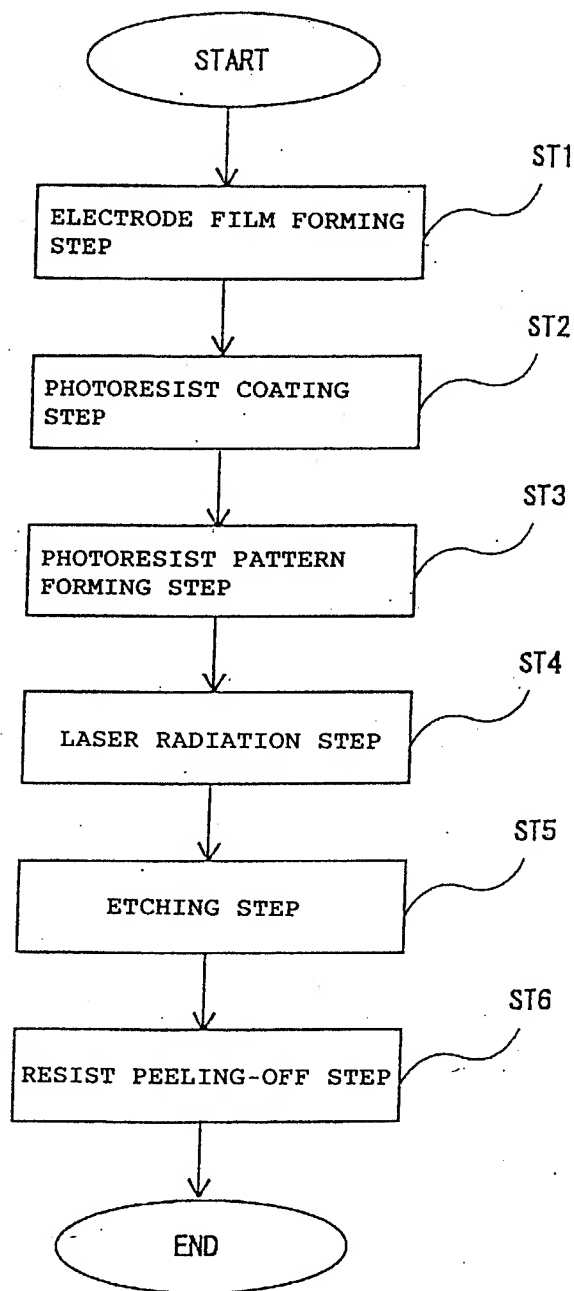 START
ST1
ELECTRODE FILM FORMING
STEP
ST2
PHOTORESIST COATING
STEP
ST3
PHOTORESIST PATTERN
FORMING STEP
ST4
LASER RADIATION STEP
ST5
ETCHING STEP
ST6
RESIST PEELING-OFF STEP
END